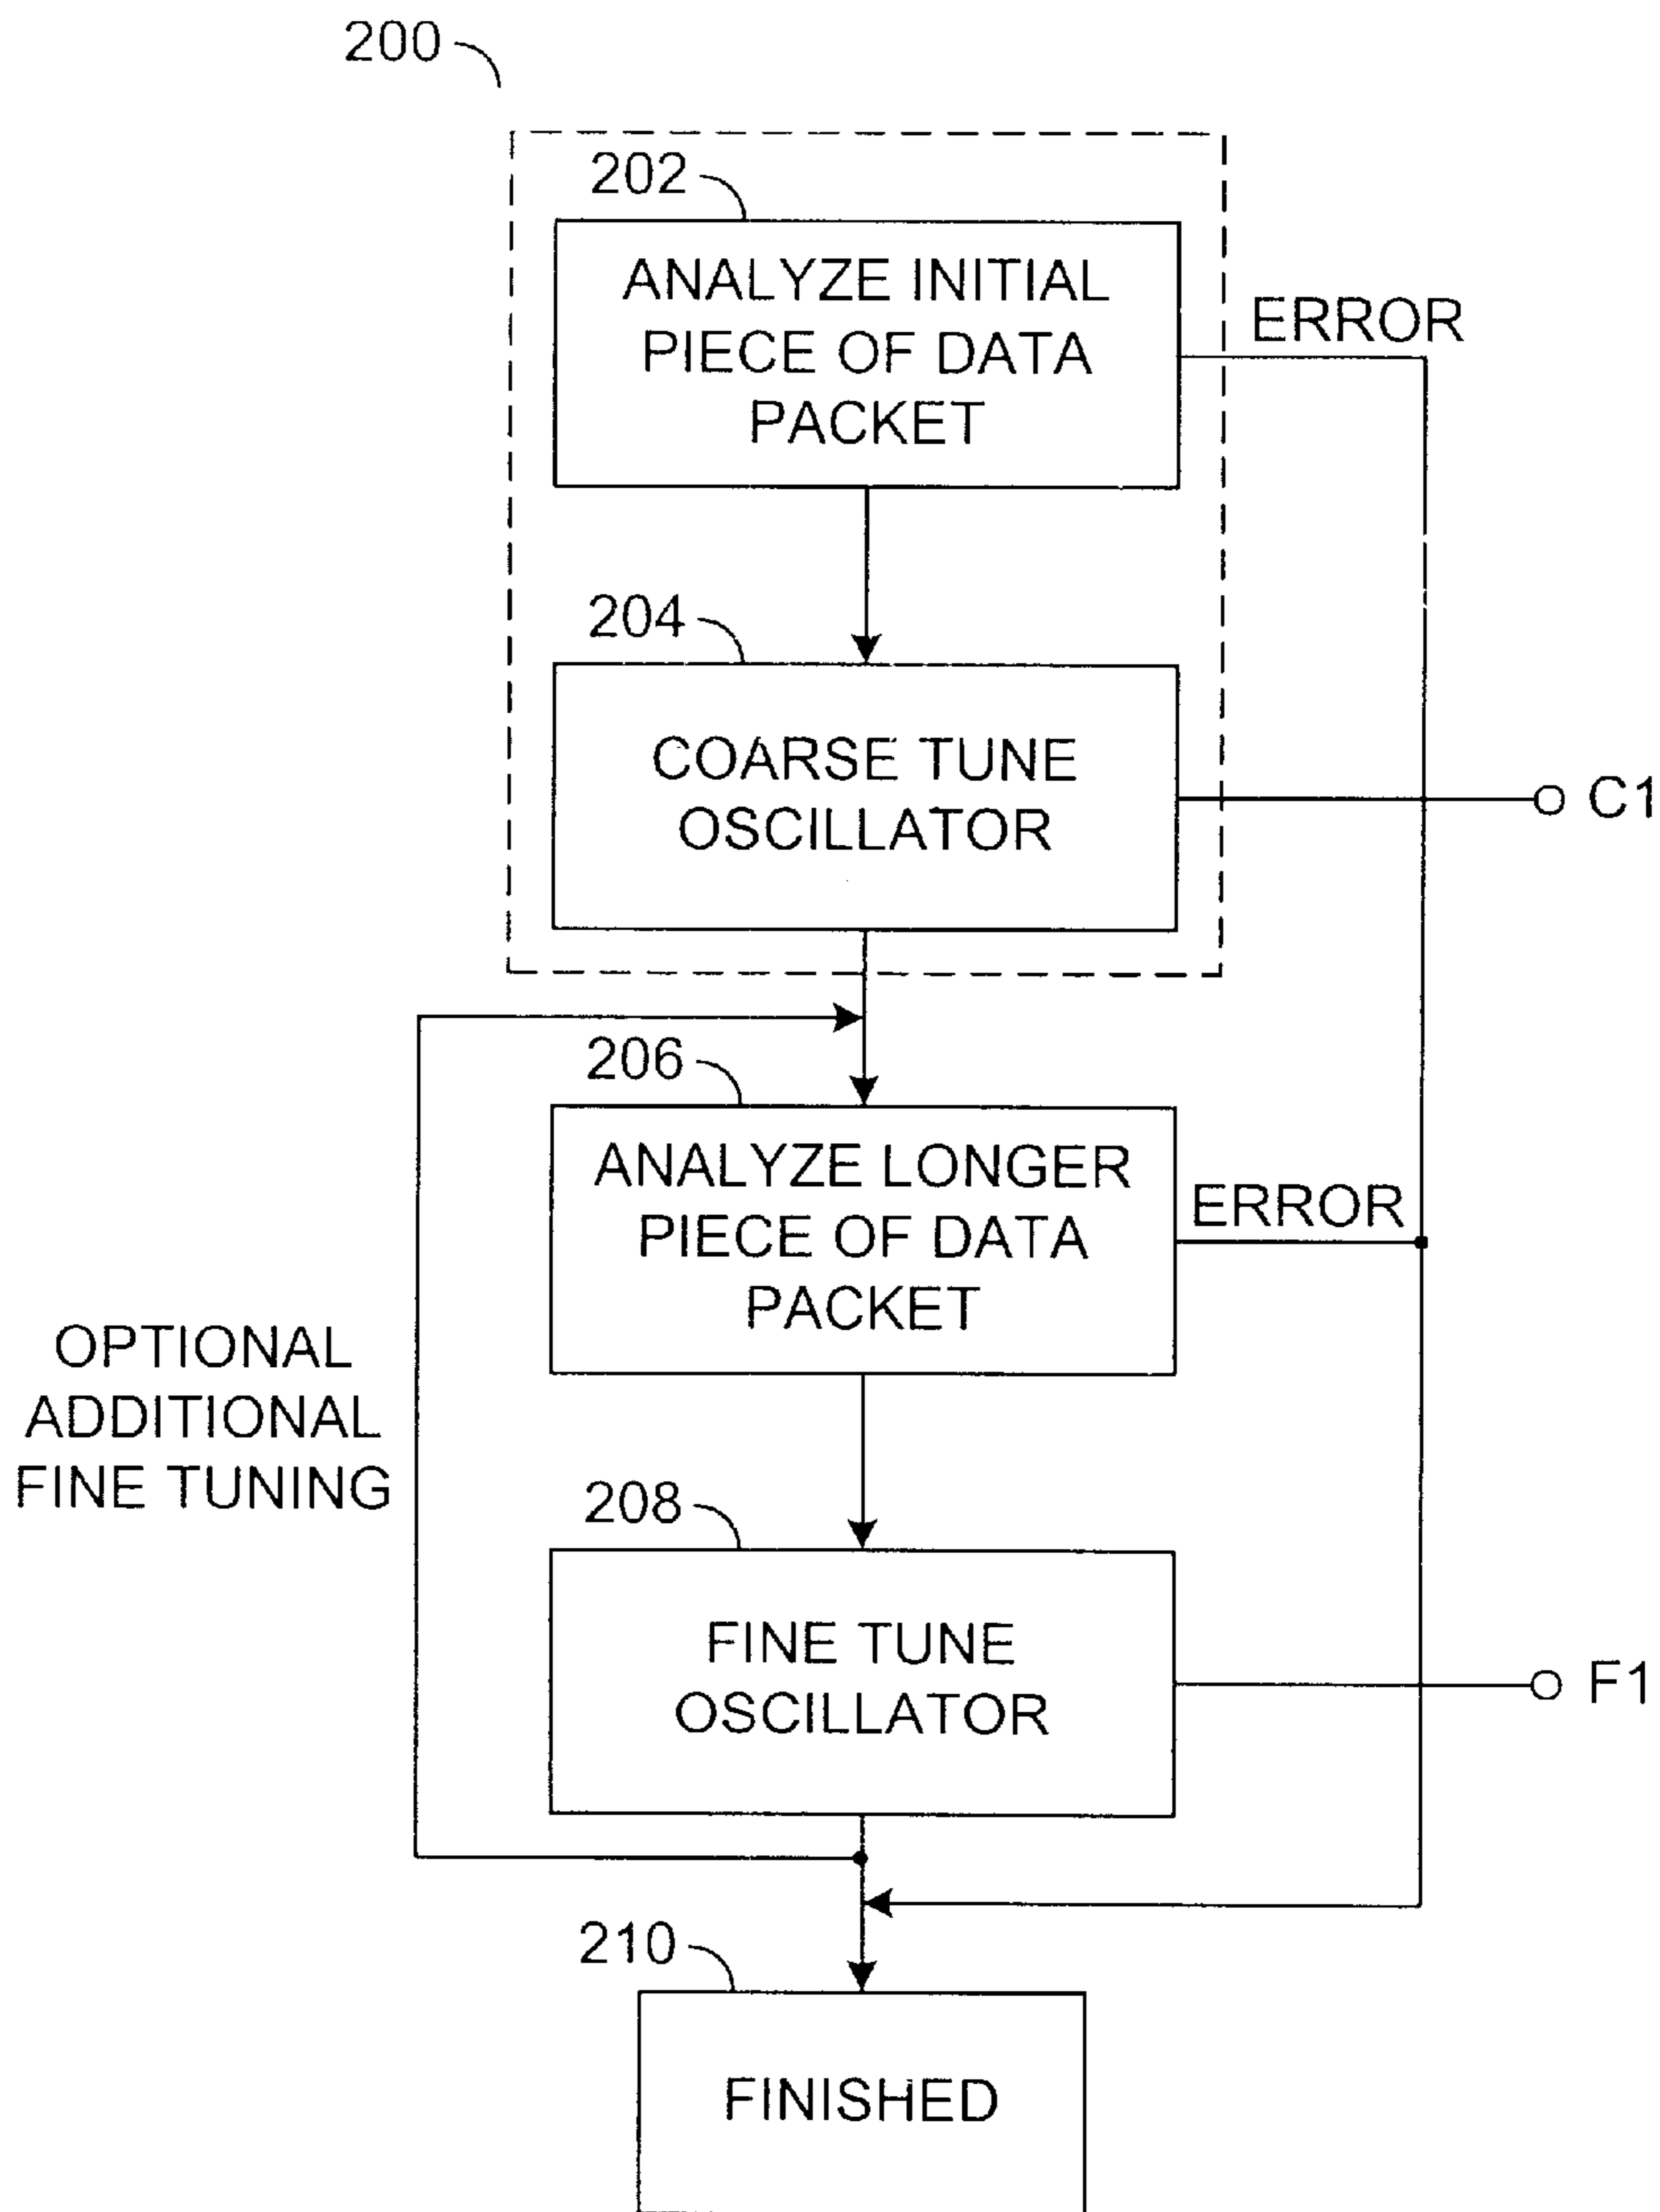 200
202
ANALYZE INITIAL
PIECE OF DATA
PACKET
ERROR
204
COARSE TUNE
OSCILLATOR
C1
206
ANALYZE LONGER
PIECE OF DATA
PACKET
ERROR
OPTIONAL
ADDITIONAL
FINE TUNING
208
FINE TUNE
OSCILLATOR
F1
210
FINISHED